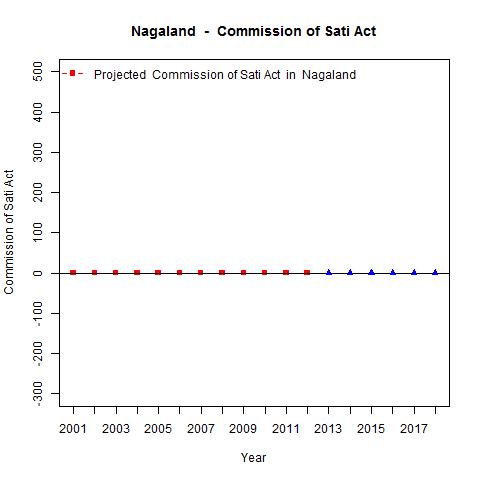 Nagaland - Commission of Sati Act
Projected Commission of Sati Act in Nagaland
Commission of Sati Act
500
400
300
200
100
0
-100
-200
-300
2001 2003 2005 2007 2009 2011 2013 2015 2017
Year